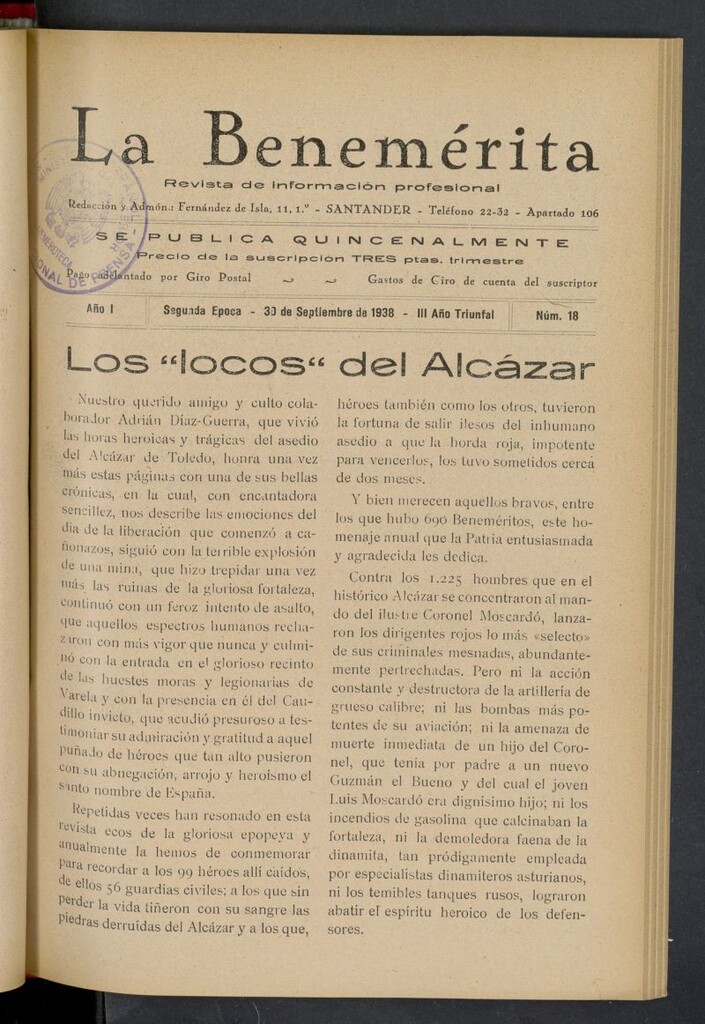 La Benemérita
Revista de información profesional
Redacción y Admón.: Fernández de Isla, 11, 1.° - SANTANDER - Teléfono 22-32 - Apartado 106
SE PUBLICA QUINCENALMENTE
Precio de la suscripción TRES ptas. trimestre
Pago adelantado por Giro Postal
Gastos de Giro de cuenta del suscriptor
Año I
Segunda Epoca - 30 de Septiembre de 1938 - III Año Triunfal
Núm. 18
Los "locos" del Alcázar
Nuestro querido amigo y culto cola-
borador Adrián Díaz-Guerra, que vivió
las horas heroicas y trágicas del asedio
del Alcázar de Toledo, honra una vez
más estas páginas con una de sus bellas
crónicas, en la cual, con encantadora
sencillez, nos describe las emociones del
día de la liberación que comenzó a ca-
ñonazos, siguió con la terrible explosión
de una mina, que hizo trepidar una vez
más las ruinas de la gloriosa fortaleza,
continuó con un feroz intento de asalto,
que aquellos espectros humanos recha-
zaron con más vigor que nunca y culmi-
nó con la entrada en el glorioso recinto
de las huestes moras y legionarias de
Varela y con la presencia en él del Cau-
dillo invicto, que acudió presuroso a tes-
timoniar su admiración y gratitud a aquel
puñado de héroes que tan alto pusieron
con su abnegación, arrojo y heroísmo el
santo nombre de España.
Repetidas veces han resonado en esta
revista ecos de la gloriosa epopeya y
anualmente la hemos de conmemorar
para recordar a los 99 héroes allí caídos,
de ellos 56 guardias civiles; a los que sin
perder la vida tiñeron con su sangre las
piedras derruídas del Alcázar y a los que,
héroes también como los otros, tuvieron
la fortuna de salir ilesos del inhumano
asedio a que la horda roja, impotente
para vencerlos, los tuvo sometidos cerca
de dos meses.
Y bien merecen aquellos bravos, entre
los que hubo 690 Beneméritos, este ho-
menaje anual que la Patria entusiasmada
y agradecida les dedica.
Contra los 1.225 hombres que en el
histórico Alcázar se concentraron al man-
do del ilustre Coronel Moscardó, lanza-
ron los dirigentes rojos lo más «selecto»
de sus criminales mesnadas, abundante-
mente pertrechadas. Pero ni la acción
constante y destructora de la artillería de
grueso calibre; ni las bombas más po-
tentes de su aviación; ni la amenaza de
muerte inmediata de un hijo del Coro-
nel, que tenía por padre a un nuevo
Guzmán el Bueno y del cual el joven
Luis Moscardó era dignísimo hijo; ni los
incendios de gasolina que calcinaban la
fortaleza, ni la demoledora faena de la
dinamita, tan pródigamente empleada
por especialistas dinamiteros asturianos,
ni los temibles tanques rusos, lograron
abatir el espíritu heroico de los defen-
sores.
HEMEROTECA
DE PRENSA